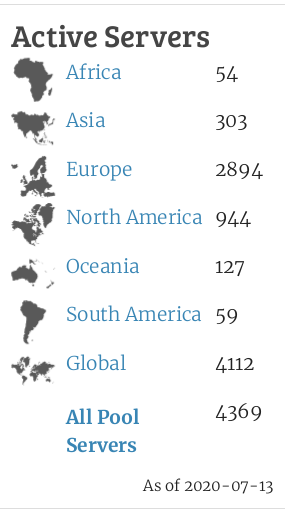 Active Servers
Africa 54
Asia 303
Europe 2894
North America 944
Oceania 127
South America 59
Global 4112
All Pool 4369
Servers
As of 2020-07-13